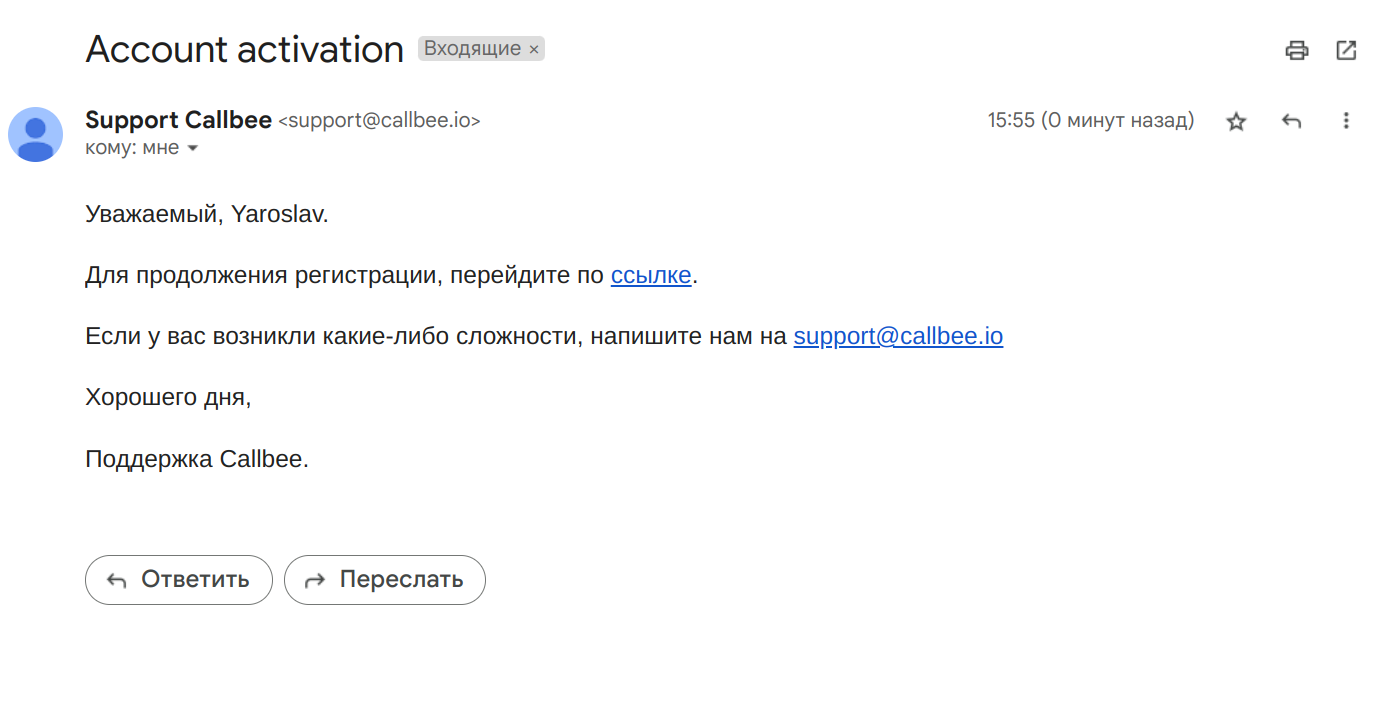 Account activation Входящие ×
Support Callbee <support@callbee.io> 15:55 (0 минут назад)
кому: мне
Уважаемый, Yaroslav.
Для продолжения регистрации, перейдите по ссылке.
Если у вас возникли какие-либо сложности, напишите нам на support@callbee.io
Хорошего дня,
Поддержка Callbee.
Ответить Переслать